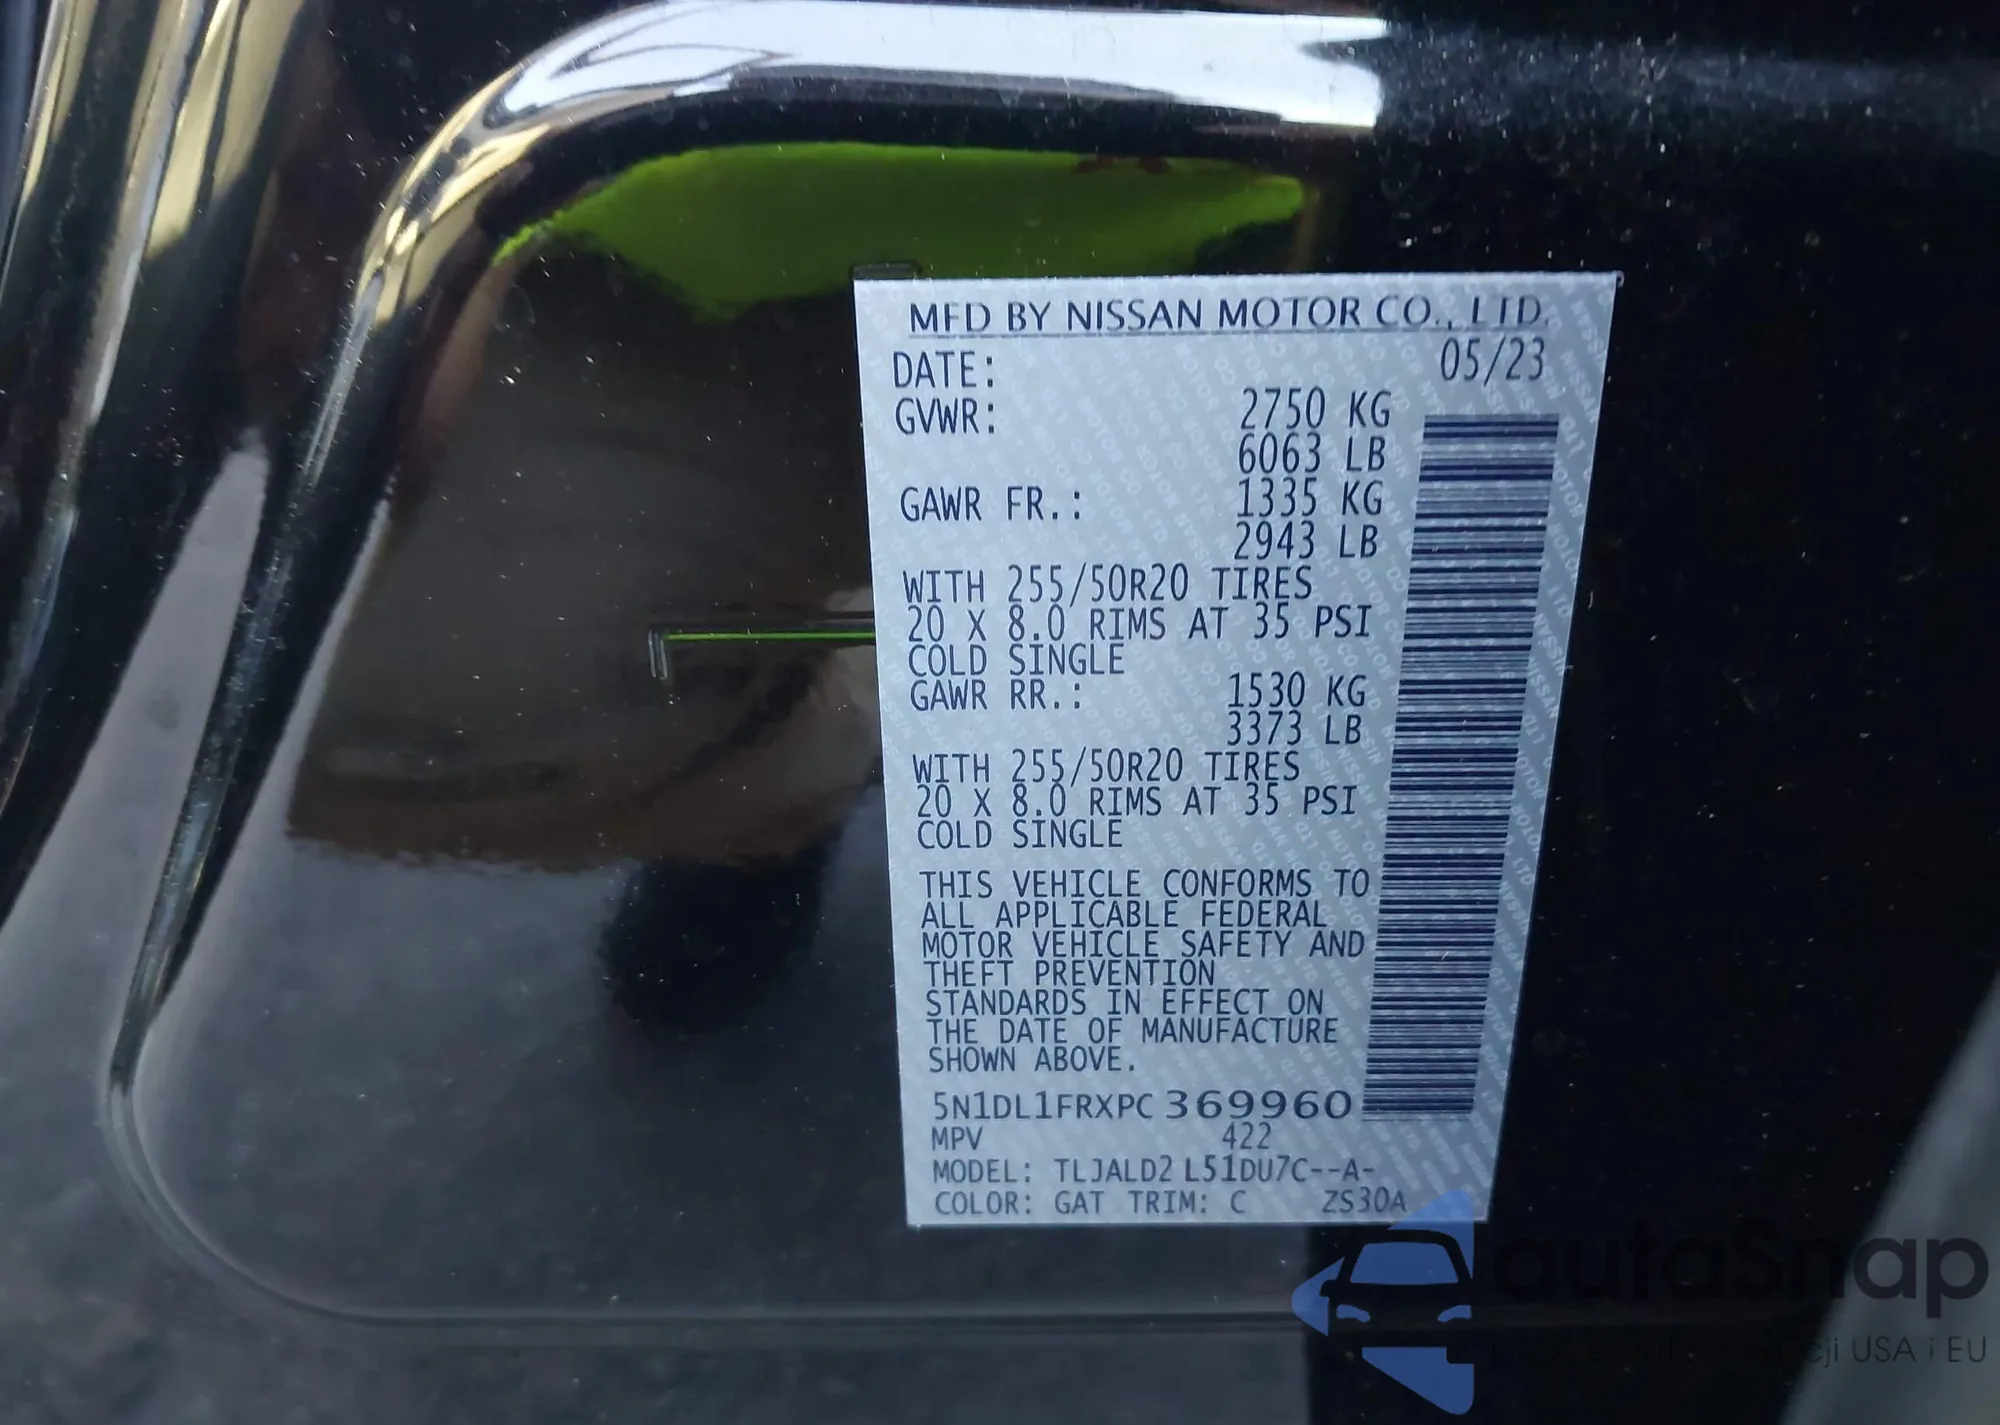 MFD BY NISSAN MOTOR CO., LTD.
DATE: 05/23
GVWR: 2750 KG
6063 LB
GAWR FR.: 1335 KG
2943 LB
WITH 255/50R20 TIRES
20 X 8.0 RIMS AT 35 PSI
COLD SINGLE
GAWR RR.: 1530 KG
3373 LB
WITH 255/50R20 TIRES
20 X 8.0 RIMS AT 35 PSI
COLD SINGLE
THIS VEHICLE CONFORMS TO
ALL APPLICABLE FEDERAL
MOTOR VEHICLE SAFETY AND
THEFT PREVENTION
STANDARDS IN EFFECT ON
THE DATE OF MANUFACTURE
SHOWN ABOVE.
5N1DL1FRXPC 369960
MPV 422
MODEL: TLJALD2 L51DU7C--A-
COLOR: GAT TRIM: C ZS30A
autaSnap
USA i EU